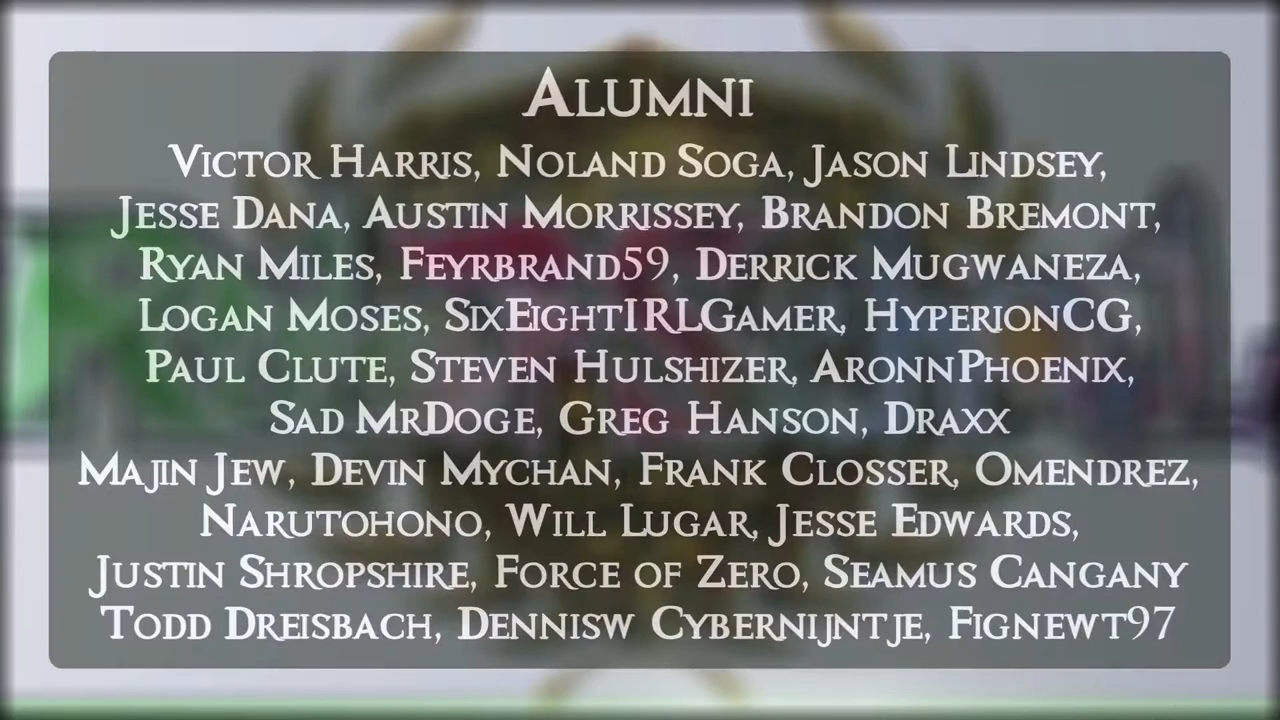 Alumni
Victor Harris, Noland Soga, Jason Lindsey,
Jesse Dana, Austin Morrissey, Brandon Bremont,
Ryan Miles, Feyrbrand59, Derrick Mugwaneza,
Logan Moses, SixEightIRLGamer, HyperionCG,
Paul Clute, Steven Hulshizer, AronnPhoenix,
Sad MrDoge, Greg Hanson, Draxx
Majin Jew, Devin Mychan, Frank Closser, Omendrez,
Narutohono, Will Lugar, Jesse Edwards,
Justin Shropshire, Force of Zero, Seamus Cangany
Todd Dreisbach, Dennisw Cybernijntje, Fignewt97